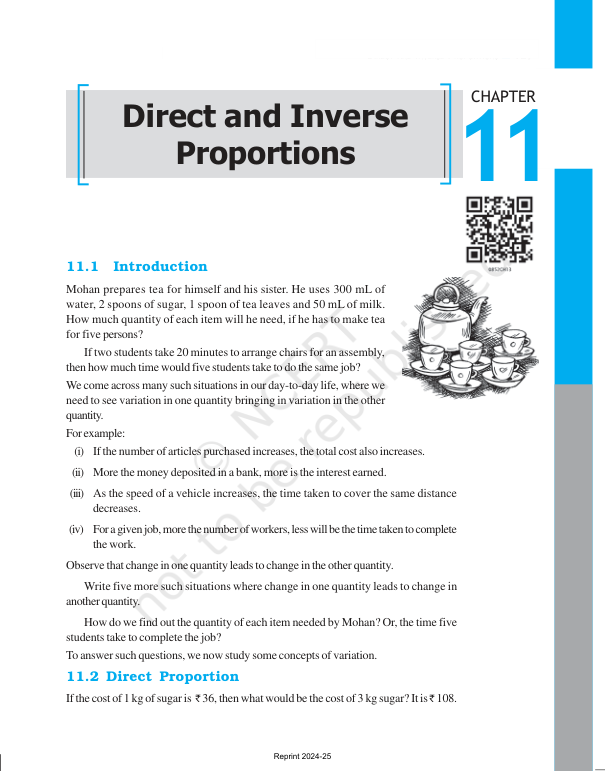 Direct and Inverse
Proportions
CHAPTER
11
11.1 Introduction
Mohan prepares tea for himself and his sister. He uses 300 mL of
water, 2 spoons of sugar, 1 spoon of tea leaves and 50 mL of milk.
How much quantity of each item will he need, if he has to make tea
for five persons?
If two students take 20 minutes to arrange chairs for an assembly,
then how much time would five students take to do the same job?
We come across many such situations in our day-to-day life, where we
need to see variation in one quantity bringing in variation in the other
quantity.
For example:
(i) If the number of articles purchased increases, the total cost also increases.
(ii) More the money deposited in a bank, more is the interest earned.
(iii) As the speed of a vehicle increases, the time taken to cover the same distance
decreases.
(iv) For a given job, more the number of workers, less will be the time taken to complete
the work.
Observe that change in one quantity leads to change in the other quantity.
Write five more such situations where change in one quantity leads to change in
another quantity.
How do we find out the quantity of each item needed by Mohan? Or, the time five
students take to complete the job?
To answer such questions, we now study some concepts of variation.
11.2 Direct Proportion
If the cost of 1 kg of sugar is ₹ 36, then what would be the cost of 3 kg sugar? It is ₹ 108.
© NCERT
not to be republished
Reprint 2024-25